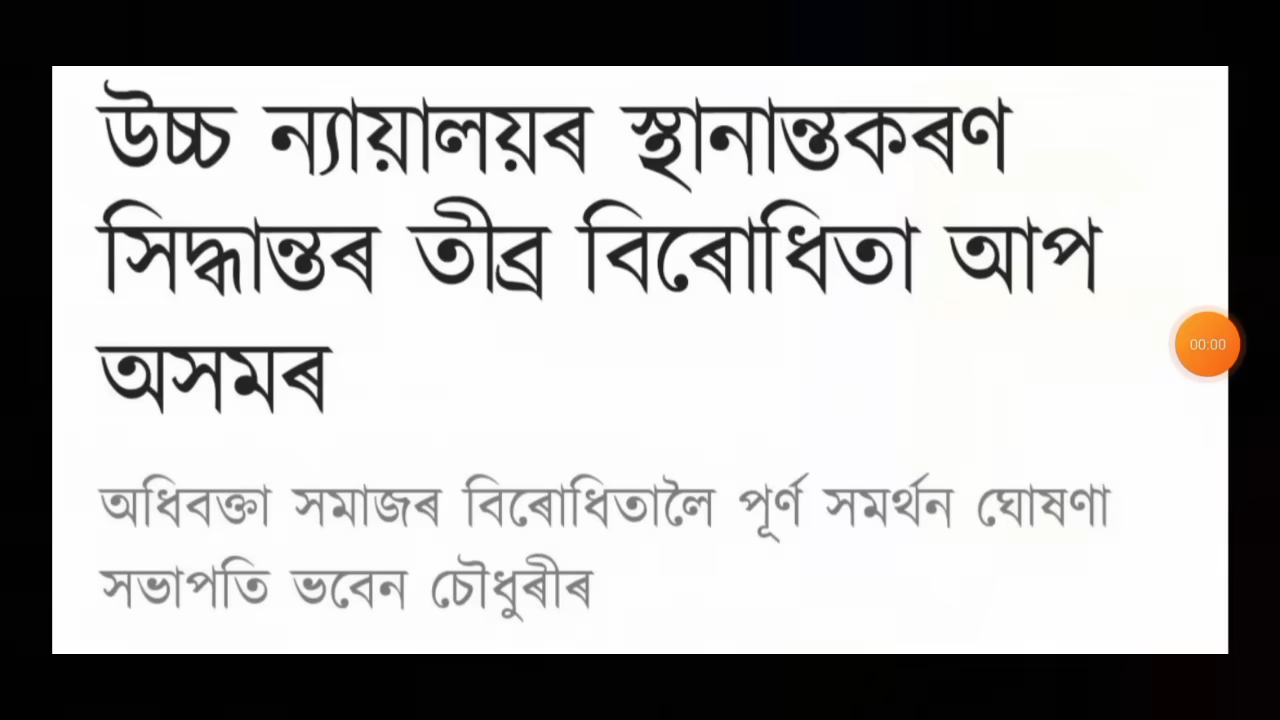 উচ্চ ন্যায়ালয়ৰ স্থানান্তকৰণ
সিদ্ধান্তৰ তীব্ৰ বিৰোধিতা আপ
অসমৰ
অধিবক্তা সমাজৰ বিৰোধিতালৈ পূৰ্ণ সমৰ্থন ঘোষণা
সভাপতি ভবেন চৌধুৰীৰ
00:00